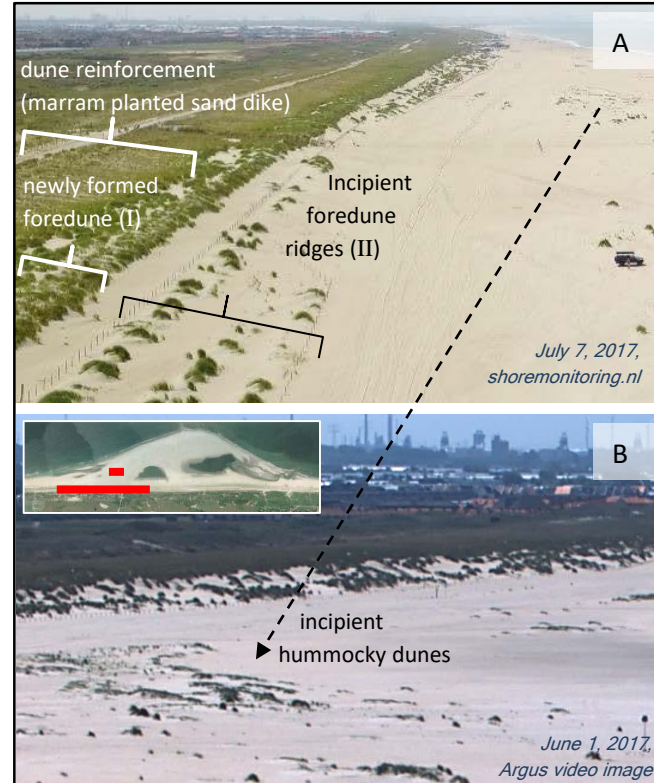 A
dune reinforcement
(marram planted sand dike)
newly formed
foredune (I)
Incipient
foredune
ridges (II)
July 7, 2017,
shoremonitoring.nl
B
incipient
hummocky dunes
June 1, 2017,
Argus video image